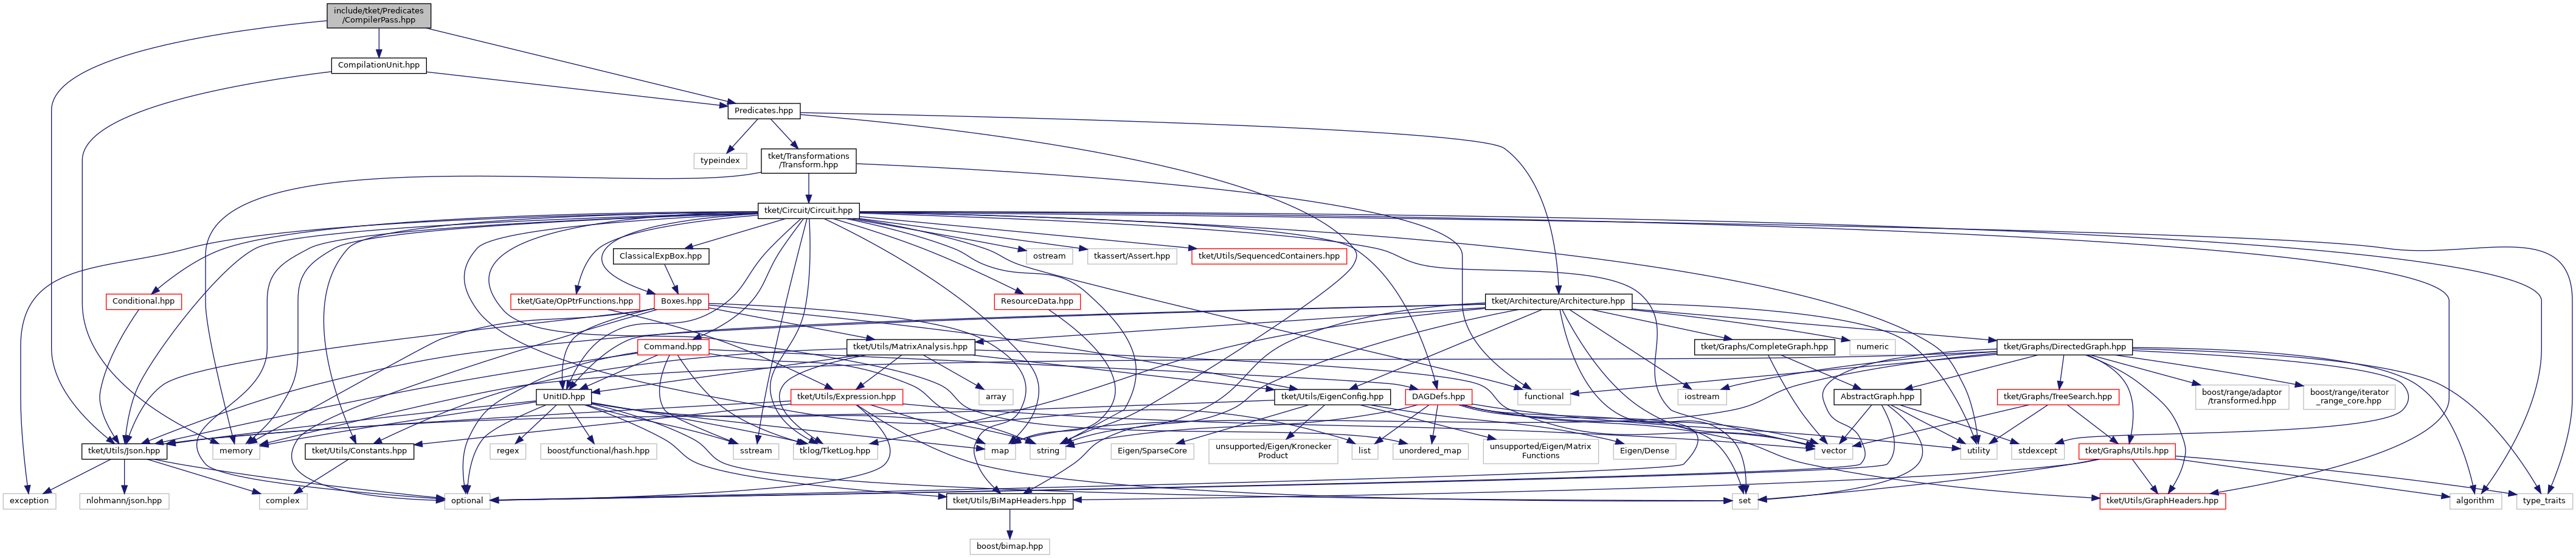 include/tket/Predicates
/CompilerPass.hpp
CompilationUnit.hpp
Predicates.hpp
typeindex
tket/Transformations
/Transform.hpp
tket/Circuit/Circuit.hpp
ClassicalExpBox.hpp
ostream
tkassert/Assert.hpp
tket/Utils/SequencedContainers.hpp
Conditional.hpp
tket/Gate/OpPtrFunctions.hpp
Boxes.hpp
ResourceData.hpp
tket/Architecture/Architecture.hpp
Command.hpp
tket/Utils/MatrixAnalysis.hpp
tket/Graphs/CompleteGraph.hpp
numeric
tket/Graphs/DirectedGraph.hpp
UnitID.hpp
tket/Utils/Expression.hpp
array
tket/Utils/EigenConfig.hpp
DAGDefs.hpp
functional
iostream
AbstractGraph.hpp
tket/Graphs/TreeSearch.hpp
boost/range/adaptor
/transformed.hpp
boost/range/iterator
_range_core.hpp
tket/Utils/Json.hpp
memory
tket/Utils/Constants.hpp
regex
boost/functional/hash.hpp
sstream
tklog/TketLog.hpp
map
string
Eigen/SparseCore
unsupported/Eigen/Kronecker
Product
list
unordered_map
unsupported/Eigen/Matrix
Functions
Eigen/Dense
vector
utility
stdexcept
tket/Graphs/Utils.hpp
exception
nlohmann/json.hpp
complex
optional
tket/Utils/BiMapHeaders.hpp
set
tket/Utils/GraphHeaders.hpp
algorithm
type_traits
boost/bimap.hpp